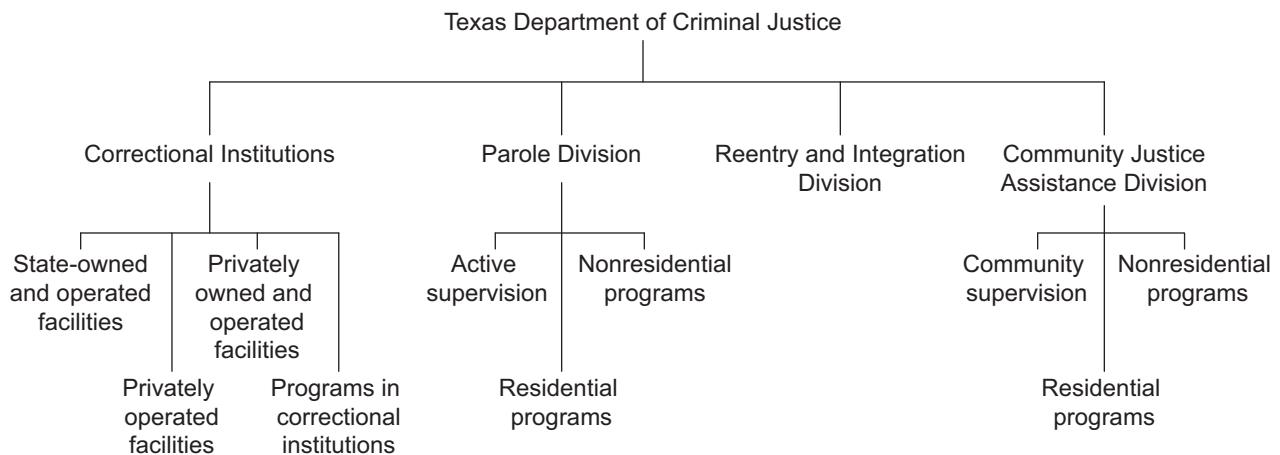 Texas Department of Criminal Justice
Correctional Institutions
Parole Division
Reentry and Integration
Division
Community Justice
Assistance Division
State-owned
and operated
facilities
Privately
operated
facilities
Privately
owned and
operated
facilities
Programs in
correctional
institutions
Active
supervision
Residential
programs
Nonresidential
programs
Community
supervision
Residential
programs
Nonresidential
programs